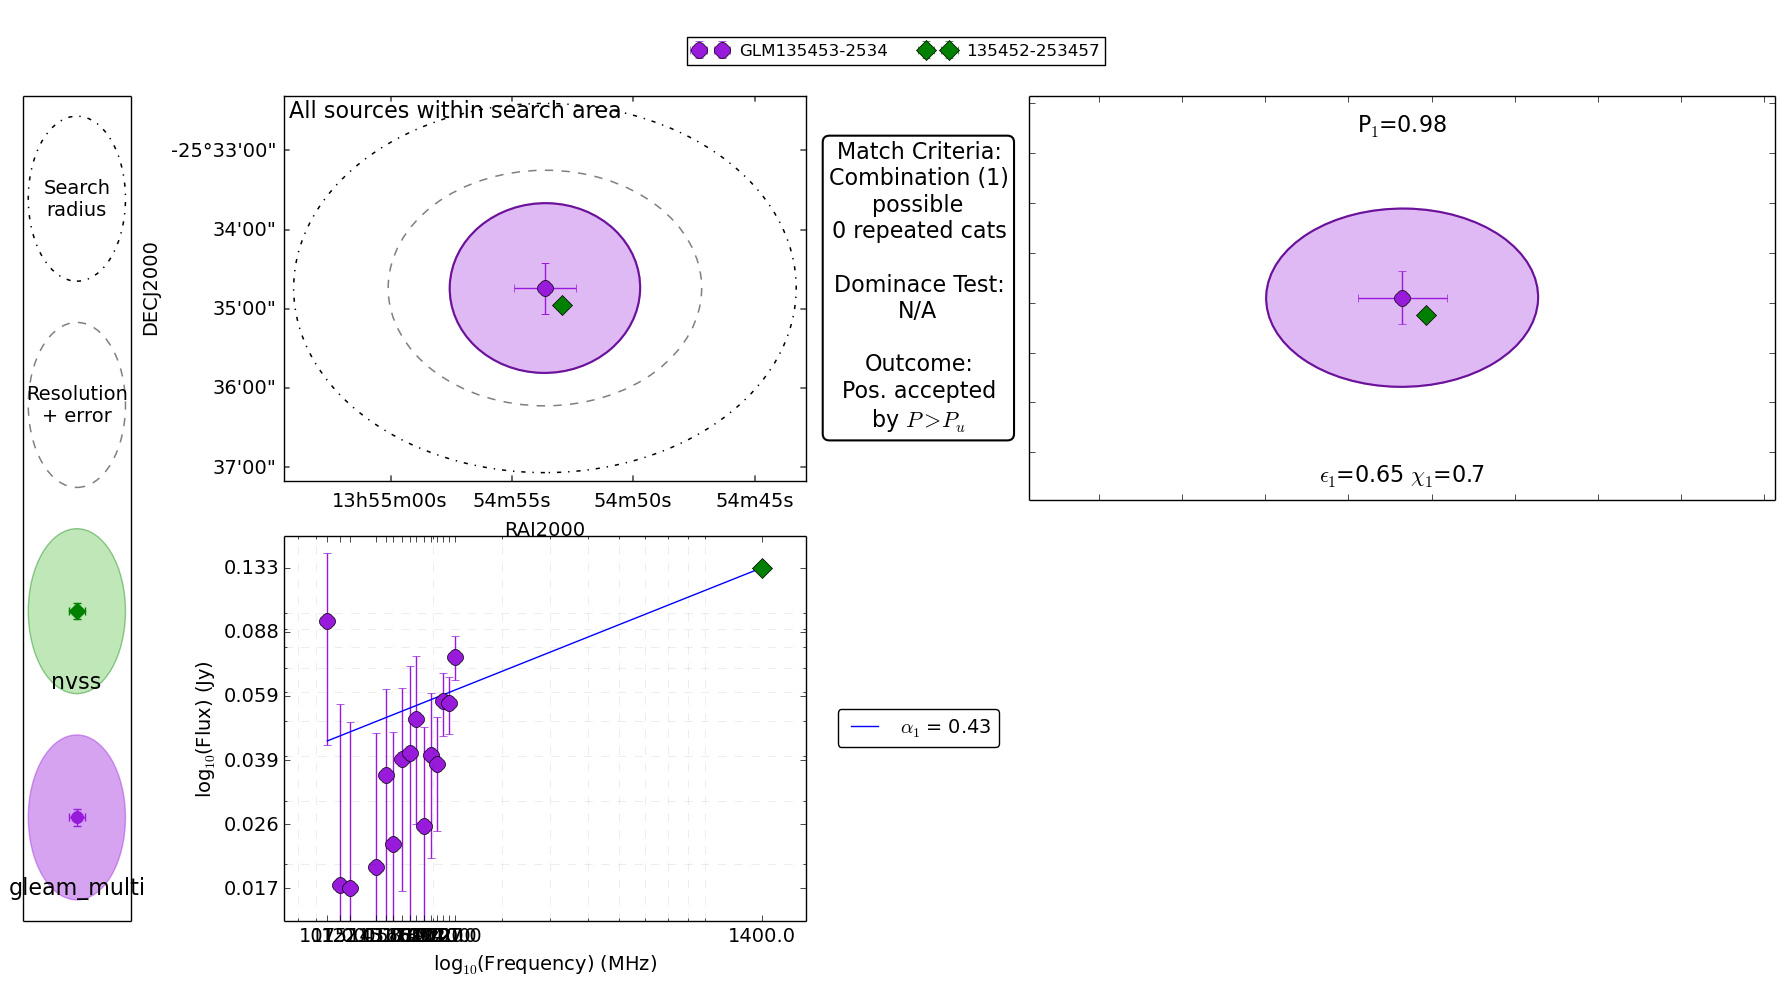 GLM135453-2534
135452-253457
Search
radius
Resolution
+ error
nvss
gleam_multi
All sources within search area
DECJ2000
-25°33'00"
34'00"
35'00"
36'00"
37'00"
13h55m00s
54m55s
54m50s
54m45s
RAJ2000
Match Criteria:
Combination (1)
possible
0 repeated cats
Dominace Test:
N/A
Outcome:
Pos. accepted
by P>Pu
P1=0.98
ϵ1=0.65 χ1=0.7
log10(Flux) (Jy)
0.133
0.088
0.059
0.039
0.026
0.017
1400.0
log10(Frequency) (MHz)
α1 = 0.43